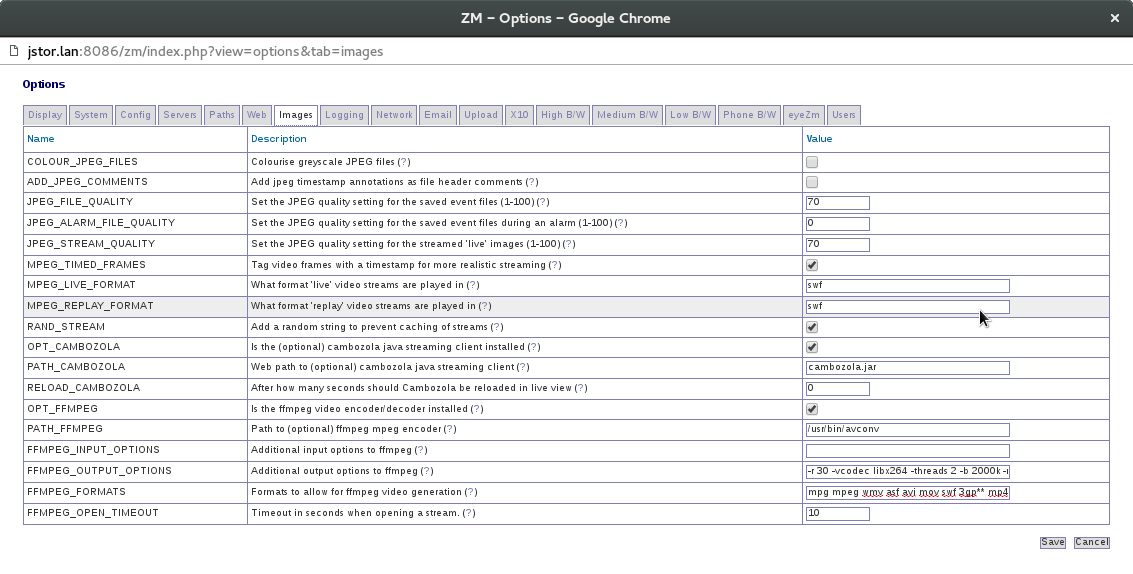 ZM – Options – Google Chrome
jstor.lan:8086/zm/index.php?view=options&tab=images
Options
Display System Config Servers Paths Web Images Logging Network Email Upload X10 High B/W Medium B/W Low B/W Phone B/W eyeZm Users
Name Description Value
COLOUR_JPEG_FILES Colourise greyscale JPEG files (?)
ADD_JPEG_COMMENTS Add jpeg timestamp annotations as file header comments (?)
JPEG_FILE_QUALITY Set the JPEG quality setting for the saved event files (1-100) (?) 70
JPEG_ALARM_FILE_QUALITY Set the JPEG quality setting for the saved event files during an alarm (1-100) (?) 0
JPEG_STREAM_QUALITY Set the JPEG quality setting for the streamed 'live' images (1-100) (?) 70
MPEG_TIMED_FRAMES Tag video frames with a timestamp for more realistic streaming (?)
MPEG_LIVE_FORMAT What format 'live' video streams are played in (?) swf
MPEG_REPLAY_FORMAT What format 'replay' video streams are played in (?) swf
RAND_STREAM Add a random string to prevent caching of streams (?)
OPT_CAMBOZOLA Is the (optional) cambozola java streaming client installed (?)
PATH_CAMBOZOLA Web path to (optional) cambozola java streaming client (?) cambozola.jar
RELOAD_CAMBOZOLA After how many seconds should Cambozola be reloaded in live view (?) 0
OPT_FFMPEG Is the ffmpeg video encoder/decoder installed (?)
PATH_FFMPEG Path to (optional) ffmpeg mpeg encoder (?) /usr/bin/avconv
FFMPEG_INPUT_OPTIONS Additional input options to ffmpeg (?)
FFMPEG_OUTPUT_OPTIONS Additional output options to ffmpeg (?) -r 30 -vcodec libx264 -threads 2 -b 2000k
FFMPEG_FORMATS Formats to allow for ffmpeg video generation (?) mpg mpeg wmv asf avi mov swf 3gp** mp4
FFMPEG_OPEN_TIMEOUT Timeout in seconds when opening a stream. (?) 10
Save Cancel